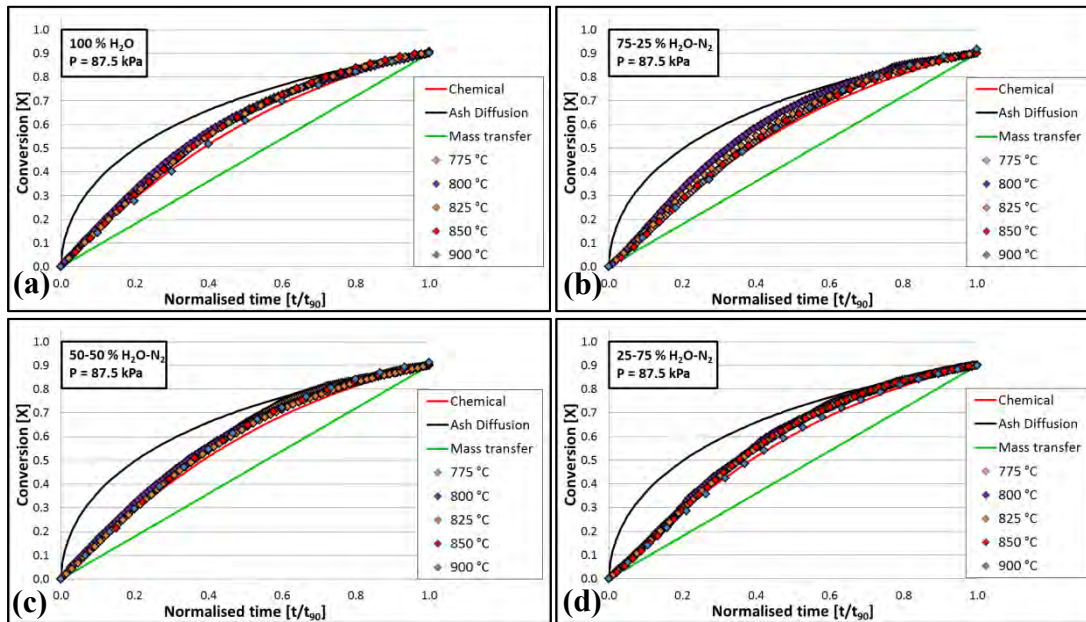 100 % H₂O
P = 87.5 kPa
Conversion [X]
1.0
0.9
0.8
0.7
0.6
0.5
0.4
0.3
0.2
0.1
0.0
0.0 0.2 0.4 0.6 0.8 1.0
Normalised time [t/t₉₀]
Chemical
Ash Diffusion
Mass transfer
775 °C
800 °C
825 °C
850 °C
900 °C
(a)
75-25 % H₂O-N₂
P = 87.5 kPa
Conversion [X]
1.0
0.9
0.8
0.7
0.6
0.5
0.4
0.3
0.2
0.1
0.0
0.0 0.2 0.4 0.6 0.8 1.0
Normalised time [t/t₉₀]
Chemical
Ash Diffusion
Mass transfer
775 °C
800 °C
825 °C
850 °C
900 °C
(b)
50-50 % H₂O-N₂
P = 87.5 kPa
Conversion [X]
1.0
0.9
0.8
0.7
0.6
0.5
0.4
0.3
0.2
0.1
0.0
0.0 0.2 0.4 0.6 0.8 1.0
Normalised time [t/t₉₀]
Chemical
Ash Diffusion
Mass transfer
775 °C
800 °C
825 °C
850 °C
900 °C
(c)
25-75 % H₂O-N₂
P = 87.5 kPa
Conversion [X]
1.0
0.9
0.8
0.7
0.6
0.5
0.4
0.3
0.2
0.1
0.0
0.0 0.2 0.4 0.6 0.8 1.0
Normalised time [t/t₉₀]
Chemical
Ash Diffusion
Mass transfer
775 °C
800 °C
825 °C
850 °C
900 °C
(d)